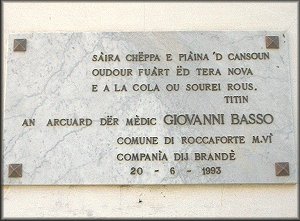 SÀIRA CHËPPA E PIÀINA 'D CANSOUN
OUDOUR FUÀRT ËD TERA NOVA
E A LA COLA OU SOUREI ROUS.
TITIN
AN ARCUARD DËR MÈDIC GIOVANNI BASSO
COMUNE DI ROCCAFORTE M.VÌ
COMPANÌA DIJ BRANDÈ
20 - 6 - 1993